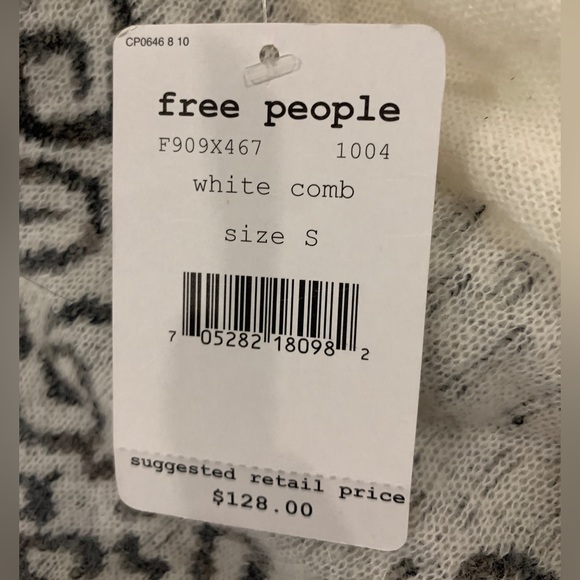 CP0646 8 10
free people
F909X467 1004
white comb
size S
7 05282 18098 2
suggested retail price
$128.00